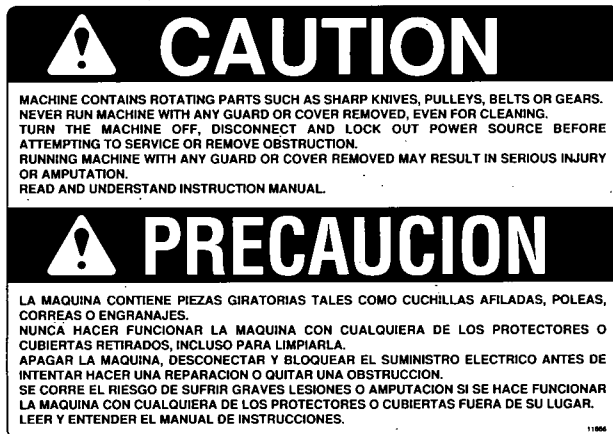 CAUTION
MACHINE CONTAINS ROTATING PARTS SUCH AS SHARP KNIVES, PULLEYS, BELTS OR GEARS.
NEVER RUN MACHINE WITH ANY GUARD OR COVER REMOVED, EVEN FOR CLEANING.
TURN THE MACHINE OFF, DISCONNECT AND LOCK OUT POWER SOURCE BEFORE
ATTEMPTING TO SERVICE OR REMOVE OBSTRUCTION.
RUNNING MACHINE WITH ANY GUARD OR COVER REMOVED MAY RESULT IN SERIOUS INJURY
OR AMPUTATION.
READ AND UNDERSTAND INSTRUCTION MANUAL.
PRECAUCION
LA MAQUINA CONTIENE PIEZAS GIRATORIAS TALES COMO CUCHILLAS AFILADAS, POLEAS,
CORREAS O ENGRANAJES.
NUNCA HACER FUNCIONAR LA MAQUINA CON CUALQUIERA DE LOS PROTECTORES O
CUBIERTAS RETIRADOS, INCLUSO PARA LIMPIARLA.
APAGAR LA MAQUINA, DESCONECTAR Y BLOQUEAR EL SUMINISTRO ELECTRICO ANTES DE
INTENTAR HACER UNA REPARACION O QUITAR UNA OBSTRUCCION.
SE CORRE EL RIESGO DE SUFRIR GRAVES LESIONES O AMPUTACION SI SE HACE FUNCIONAR
LA MAQUINA CON CUALQUIERA DE LOS PROTECTORES O CUBIERTAS FUERA DE SU LUGAR.
LEER Y ENTENDER EL MANUAL DE INSTRUCCIONES.